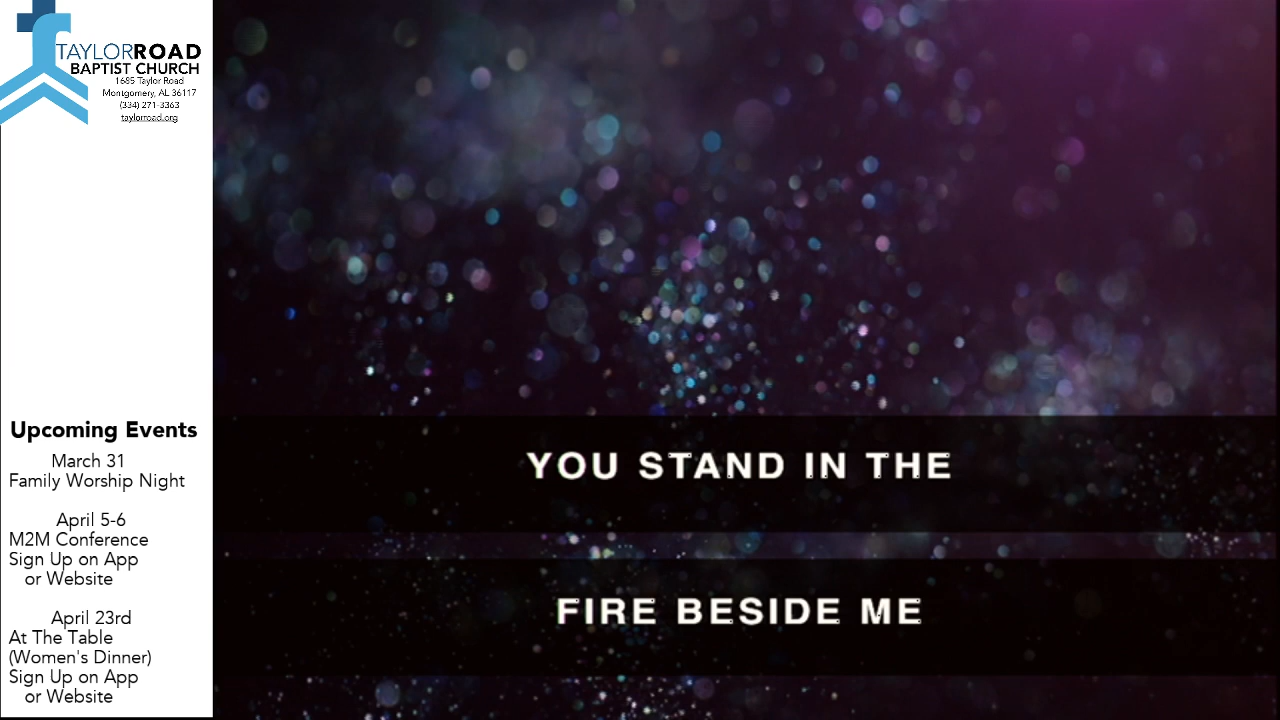 TAYLORROAD
BAPTIST CHURCH
1685 Taylor Road
Montgomery, AL 36117
(334) 271-3363
taylorroad.org
Upcoming Events
March 31
Family Worship Night
April 5-6
M2M Conference
Sign Up on App
or Website
April 23rd
At The Table
(Women's Dinner)
Sign Up on App
or Website
YOU STAND IN THE
FIRE BESIDE ME